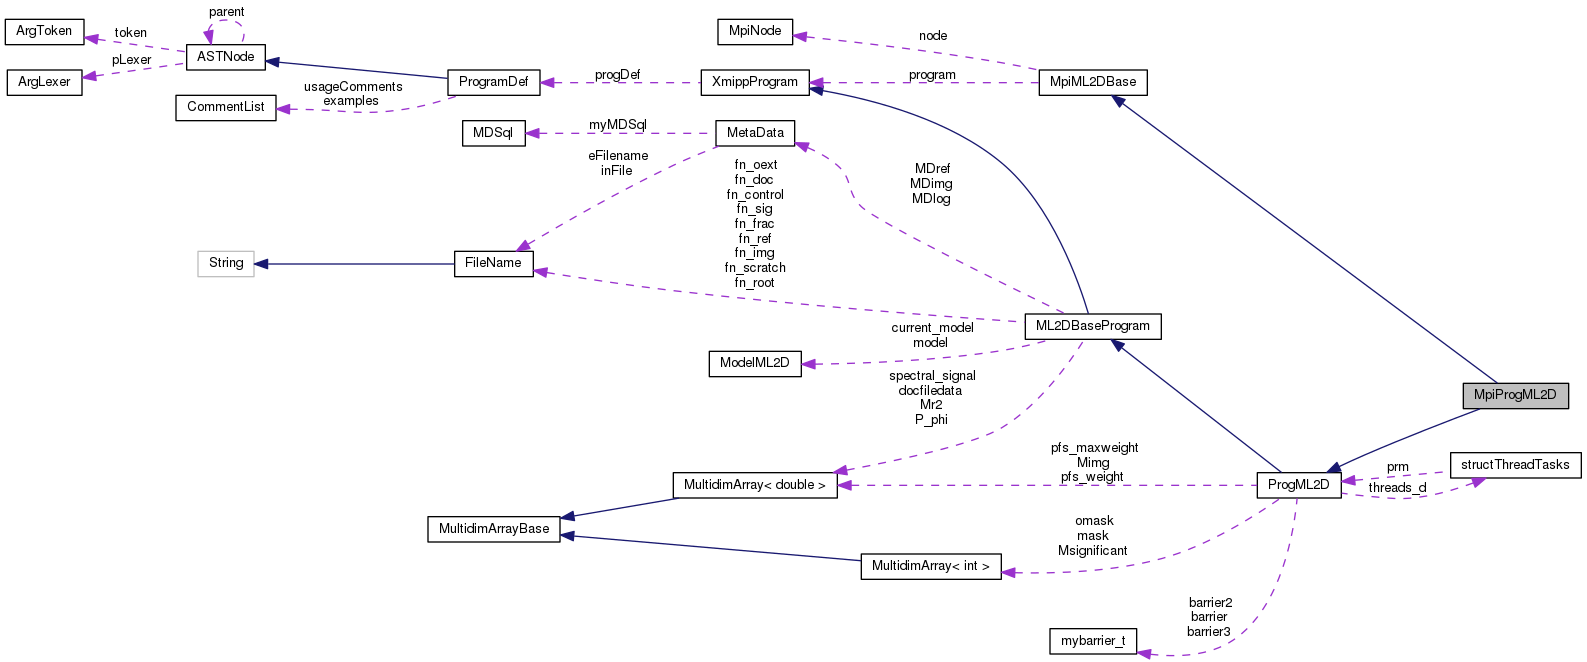 parent
ArgToken
token
ASTNode
pLexer
ArgLexer
usageComments
examples
CommentList
ProgramDef
progDef
XmippProgram
MpiNode
node
program
MpiML2DBase
MDSql
myMDSql
MetaData
eFilename
inFile
fn_oext
fn_doc
fn_control
fn_sig
fn_frac
fn_ref
fn_img
fn_scratch
fn_root
MDref
MDimg
MDlog
String
FileName
ML2DBaseProgram
current_model
model
ModelML2D
spectral_signal
docfiledata
Mr2
P_phi
MpiProgML2D
pfs_maxweight
Mimg
pfs_weight
MultidimArray< double >
ProgML2D
prm
threads_d
structThreadTasks
MultidimArrayBase
omask
mask
Msignificant
MultidimArray< int >
barrier2
barrier
barrier3
mybarrier_t